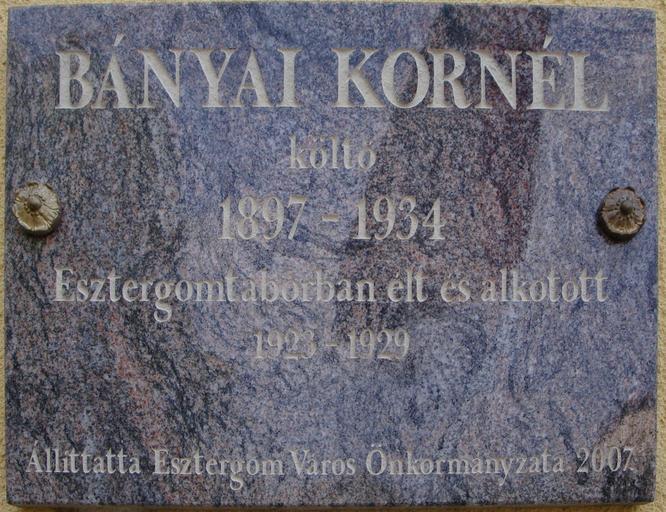 BÁNYAI KORNÉL
költő
1897 - 1934
Esztergomtáborban élt és alkotott
1923 - 1929
Állíttatta Esztergom Város Önkormányzata 2007.